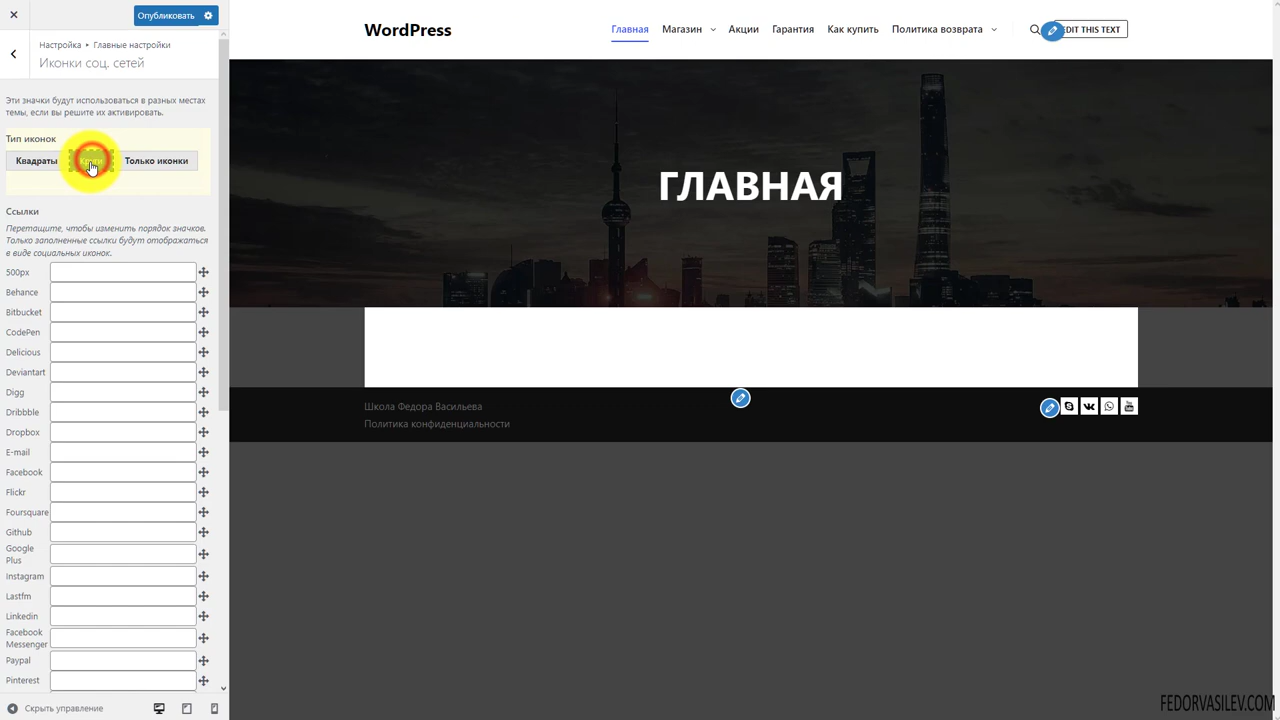 Опубликовать
Настройка ▸ Главные настройки
Иконки соц. сетей
Эти значки будут использоваться в разных местах
темы, если вы решите их активировать.
Тип иконок
Квадраты
Только иконки
Ссылки
Перетащите, чтобы изменить порядок значков.
Только заполненные ссылки будут отображаться
в виде социальных иконок.
500px
Behance
Bitbucket
CodePen
Delicious
Deviantart
Digg
Dribbble
Dropbox
E-mail
Facebook
Flickr
Foursquare
Github
Google
Plus
Instagram
Lastfm
Linkedin
Facebook
Messenger
Paypal
Pinterest
Скрыть управление
WordPress
Главная
Магазин
Акции
Гарантия
Как купить
Политика возврата
EDIT THIS TEXT
ГЛАВНАЯ
Школа Федора Васильева
Политика конфиденциальности
FEDORVASILEV.COM